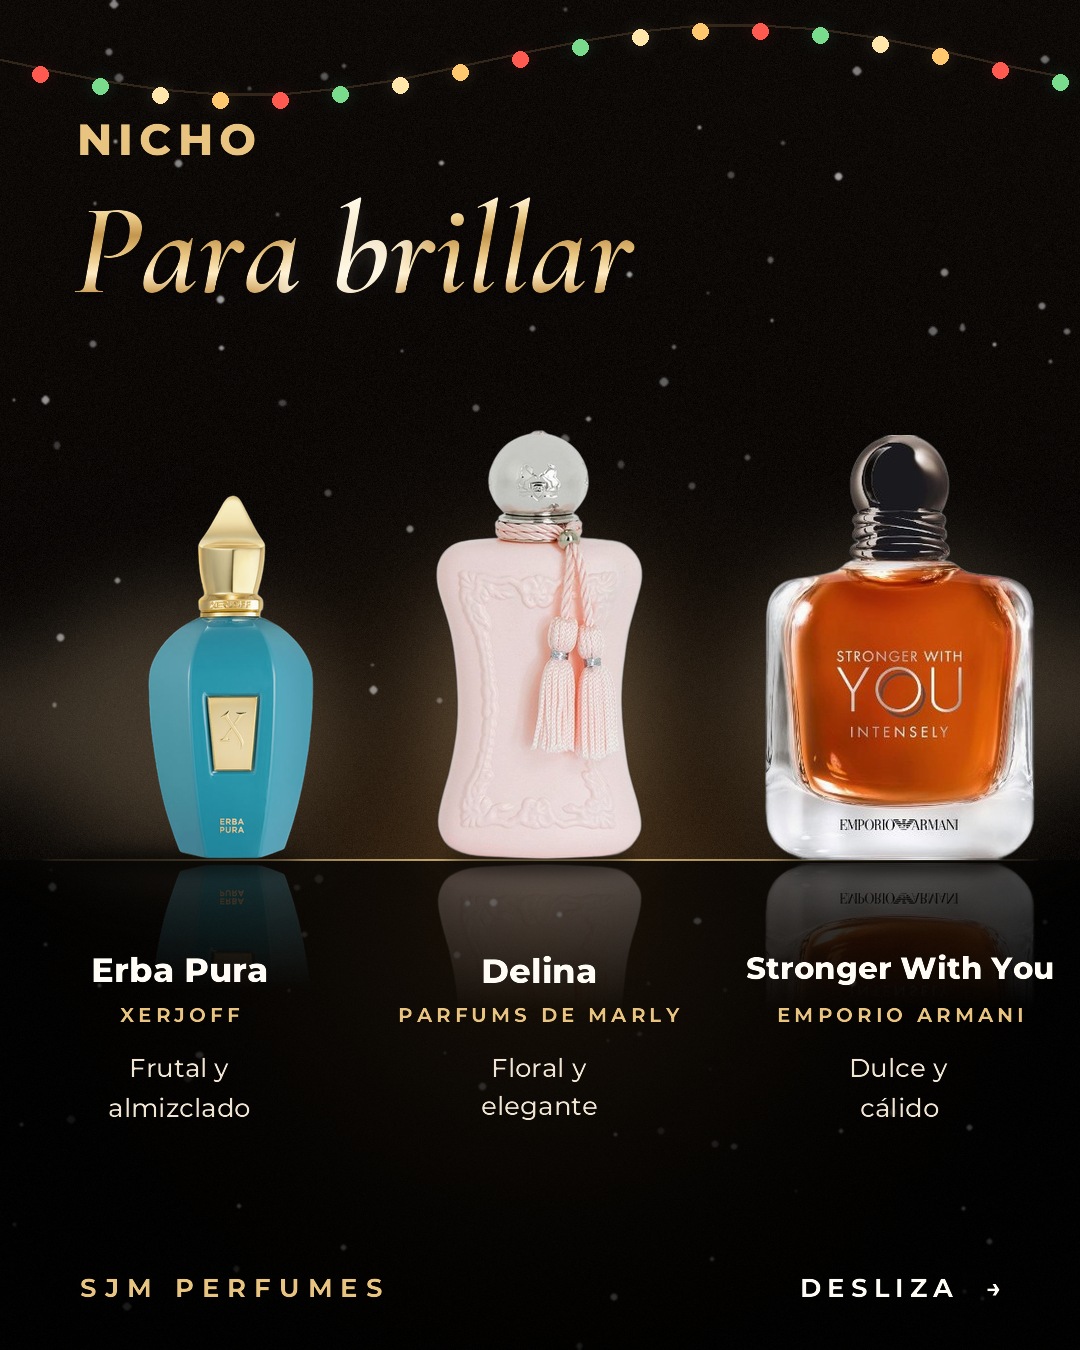 NICHO
Para brillar
XERJOFF
X
ERBA
PURA
STRONGER WITH
YOU
INTENSELY
EMPORIO ARMANI
Erba Pura
XERJOFF
Frutal y
almizclado
Delina
PARFUMS DE MARLY
Floral y
elegante
Stronger With You
EMPORIO ARMANI
Dulce y
cálido
SJM PERFUMES
DESLIZA →